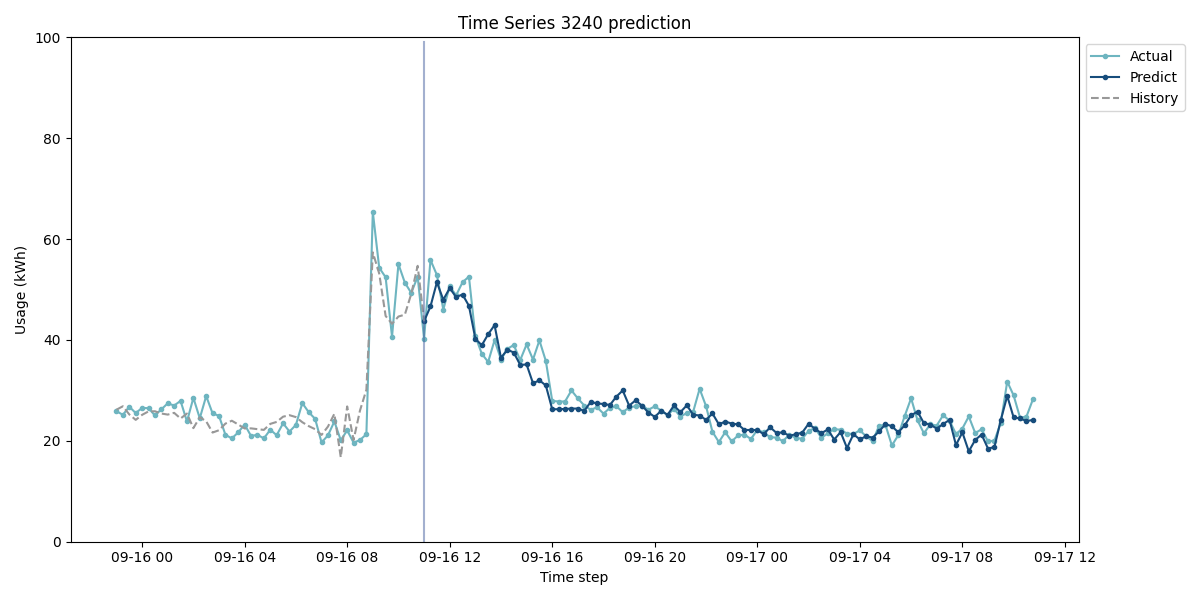 Time Series 3240 prediction
Actual
Predict
History
Usage (kWh)
100
80
60
40
20
0
09-16 00
09-16 04
09-16 08
09-16 12
09-16 16
09-16 20
09-17 00
09-17 04
09-17 08
09-17 12
Time step